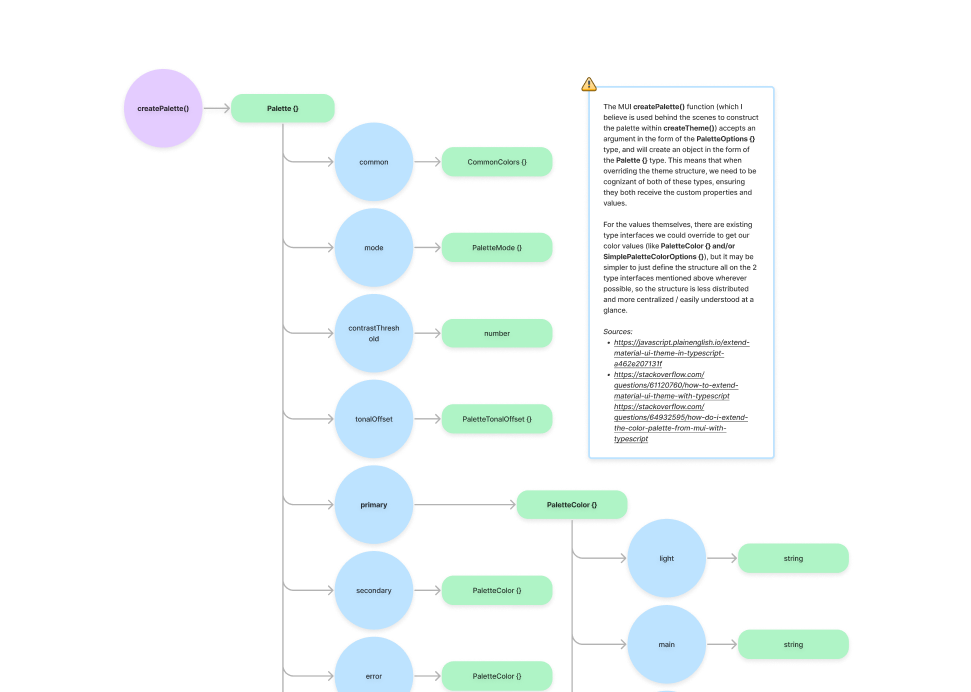 createPalette()
Palette {}
common
CommonColors {}
mode
PaletteMode {}
contrastThresh
old
number
tonalOffset
PaletteTonalOffset {}
primary
PaletteColor {}
light
string
main
string
secondary
PaletteColor {}
error
PaletteColor {}
The MUI createPalette() function (which I
believe is used behind the scenes to construct
the palette within createTheme()) accepts an
argument in the form of the PaletteOptions {}
type, and will create an object in the form of
the Palette {} type. This means that when
overriding the theme structure, we need to be
cognizant of both of these types, ensuring
they both receive the custom properties and
values.
For the values themselves, there are existing
type interfaces we could override to get our
color values (like PaletteColor {} and/or
SimplePaletteColorOptions {}), but it may be
simpler to just define the structure all on the 2
type interfaces mentioned above wherever
possible, so the structure is less distributed
and more centralized / easily understood at a
glance.
Sources:
• https://javascript.plainenglish.io/extend-
material-ui-theme-in-typescript-
a462e207131f
• https://stackoverflow.com/
questions/61120760/how-to-extend-
material-ui-theme-with-typescript
https://stackoverflow.com/
questions/64932595/how-do-i-extend-
the-color-palette-from-mui-with-
typescript